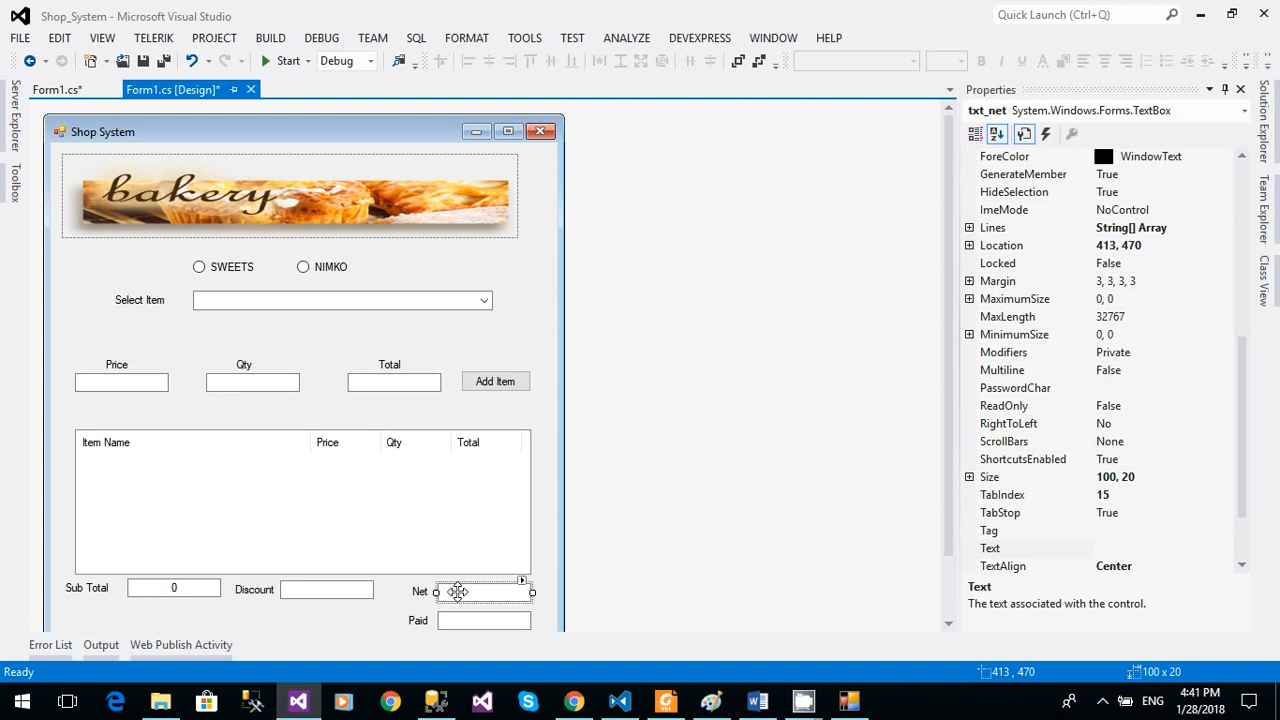 Shop_System - Microsoft Visual Studio
Quick Launch (Ctrl+Q)
FILE EDIT VIEW TELERIK PROJECT BUILD DEBUG TEAM SQL FORMAT TOOLS TEST ANALYZE DEVEXPRESS WINDOW HELP
Start Debug
Form1.cs* Form1.cs [Design]*
Server Explorer
Toolbox
Shop System
bakery
SWEETS NIMKO
Select Item
Price Qty Total
Add Item
Item Name Price Qty Total
Sub Total 0 Discount Net
Paid
Properties
txt_net System.Windows.Forms.TextBox
ForeColor WindowText
GenerateMember True
HideSelection True
ImeMode NoControl
Lines String[] Array
Location 413, 470
Locked False
Margin 3, 3, 3, 3
MaximumSize 0, 0
MaxLength 32767
MinimumSize 0, 0
Modifiers Private
Multiline False
PasswordChar
ReadOnly False
RightToLeft No
ScrollBars None
ShortcutsEnabled True
Size 100, 20
TabIndex 15
TabStop True
Tag
Text
TextAlign Center
Text
The text associated with the control.
Solution Explorer
Team Explorer
Class View
Error List Output Web Publish Activity
Ready 413 , 470 100 x 20
ENG
4:41 PM
1/28/2018